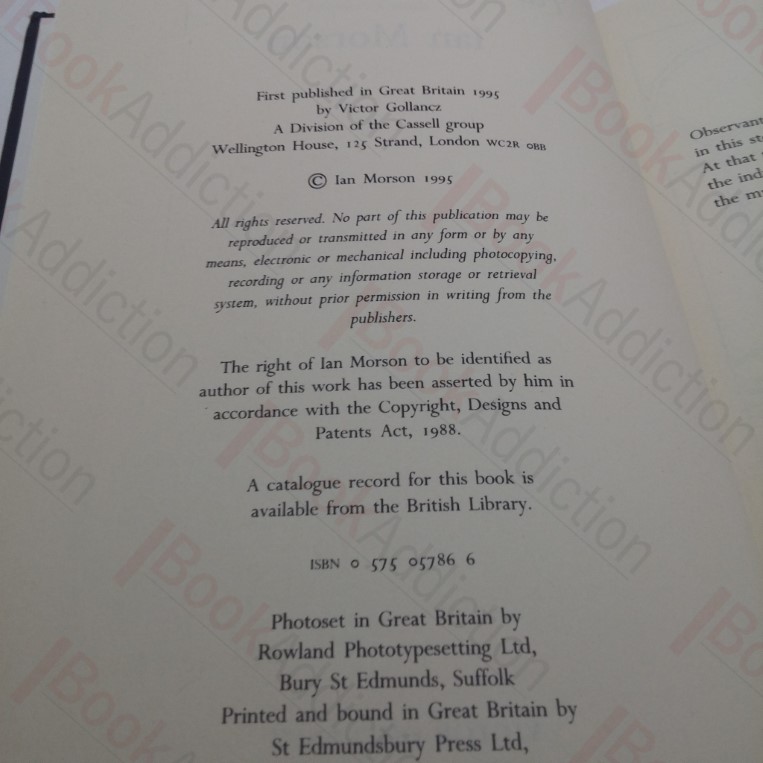 First published in Great Britain 1995
by Victor Gollancz
A Division of the Cassell group
Wellington House, 125 Strand, London WC2R 0BB
© Ian Morson 1995
All rights reserved. No part of this publication may be
reproduced or transmitted in any form or by any
means, electronic or mechanical including photocopying,
recording or any information storage or retrieval
system, without prior permission in writing from the
publishers.
The right of Ian Morson to be identified as
author of this work has been asserted by him in
accordance with the Copyright, Designs and
Patents Act, 1988.
A catalogue record for this book is
available from the British Library.
ISBN 0 575 05786 6
Photoset in Great Britain by
Rowland Phototypesetting Ltd,
Bury St Edmunds, Suffolk
Printed and bound in Great Britain by
St Edmundsbury Press Ltd,
Observant
in this
At that
the
the
BookAddiction